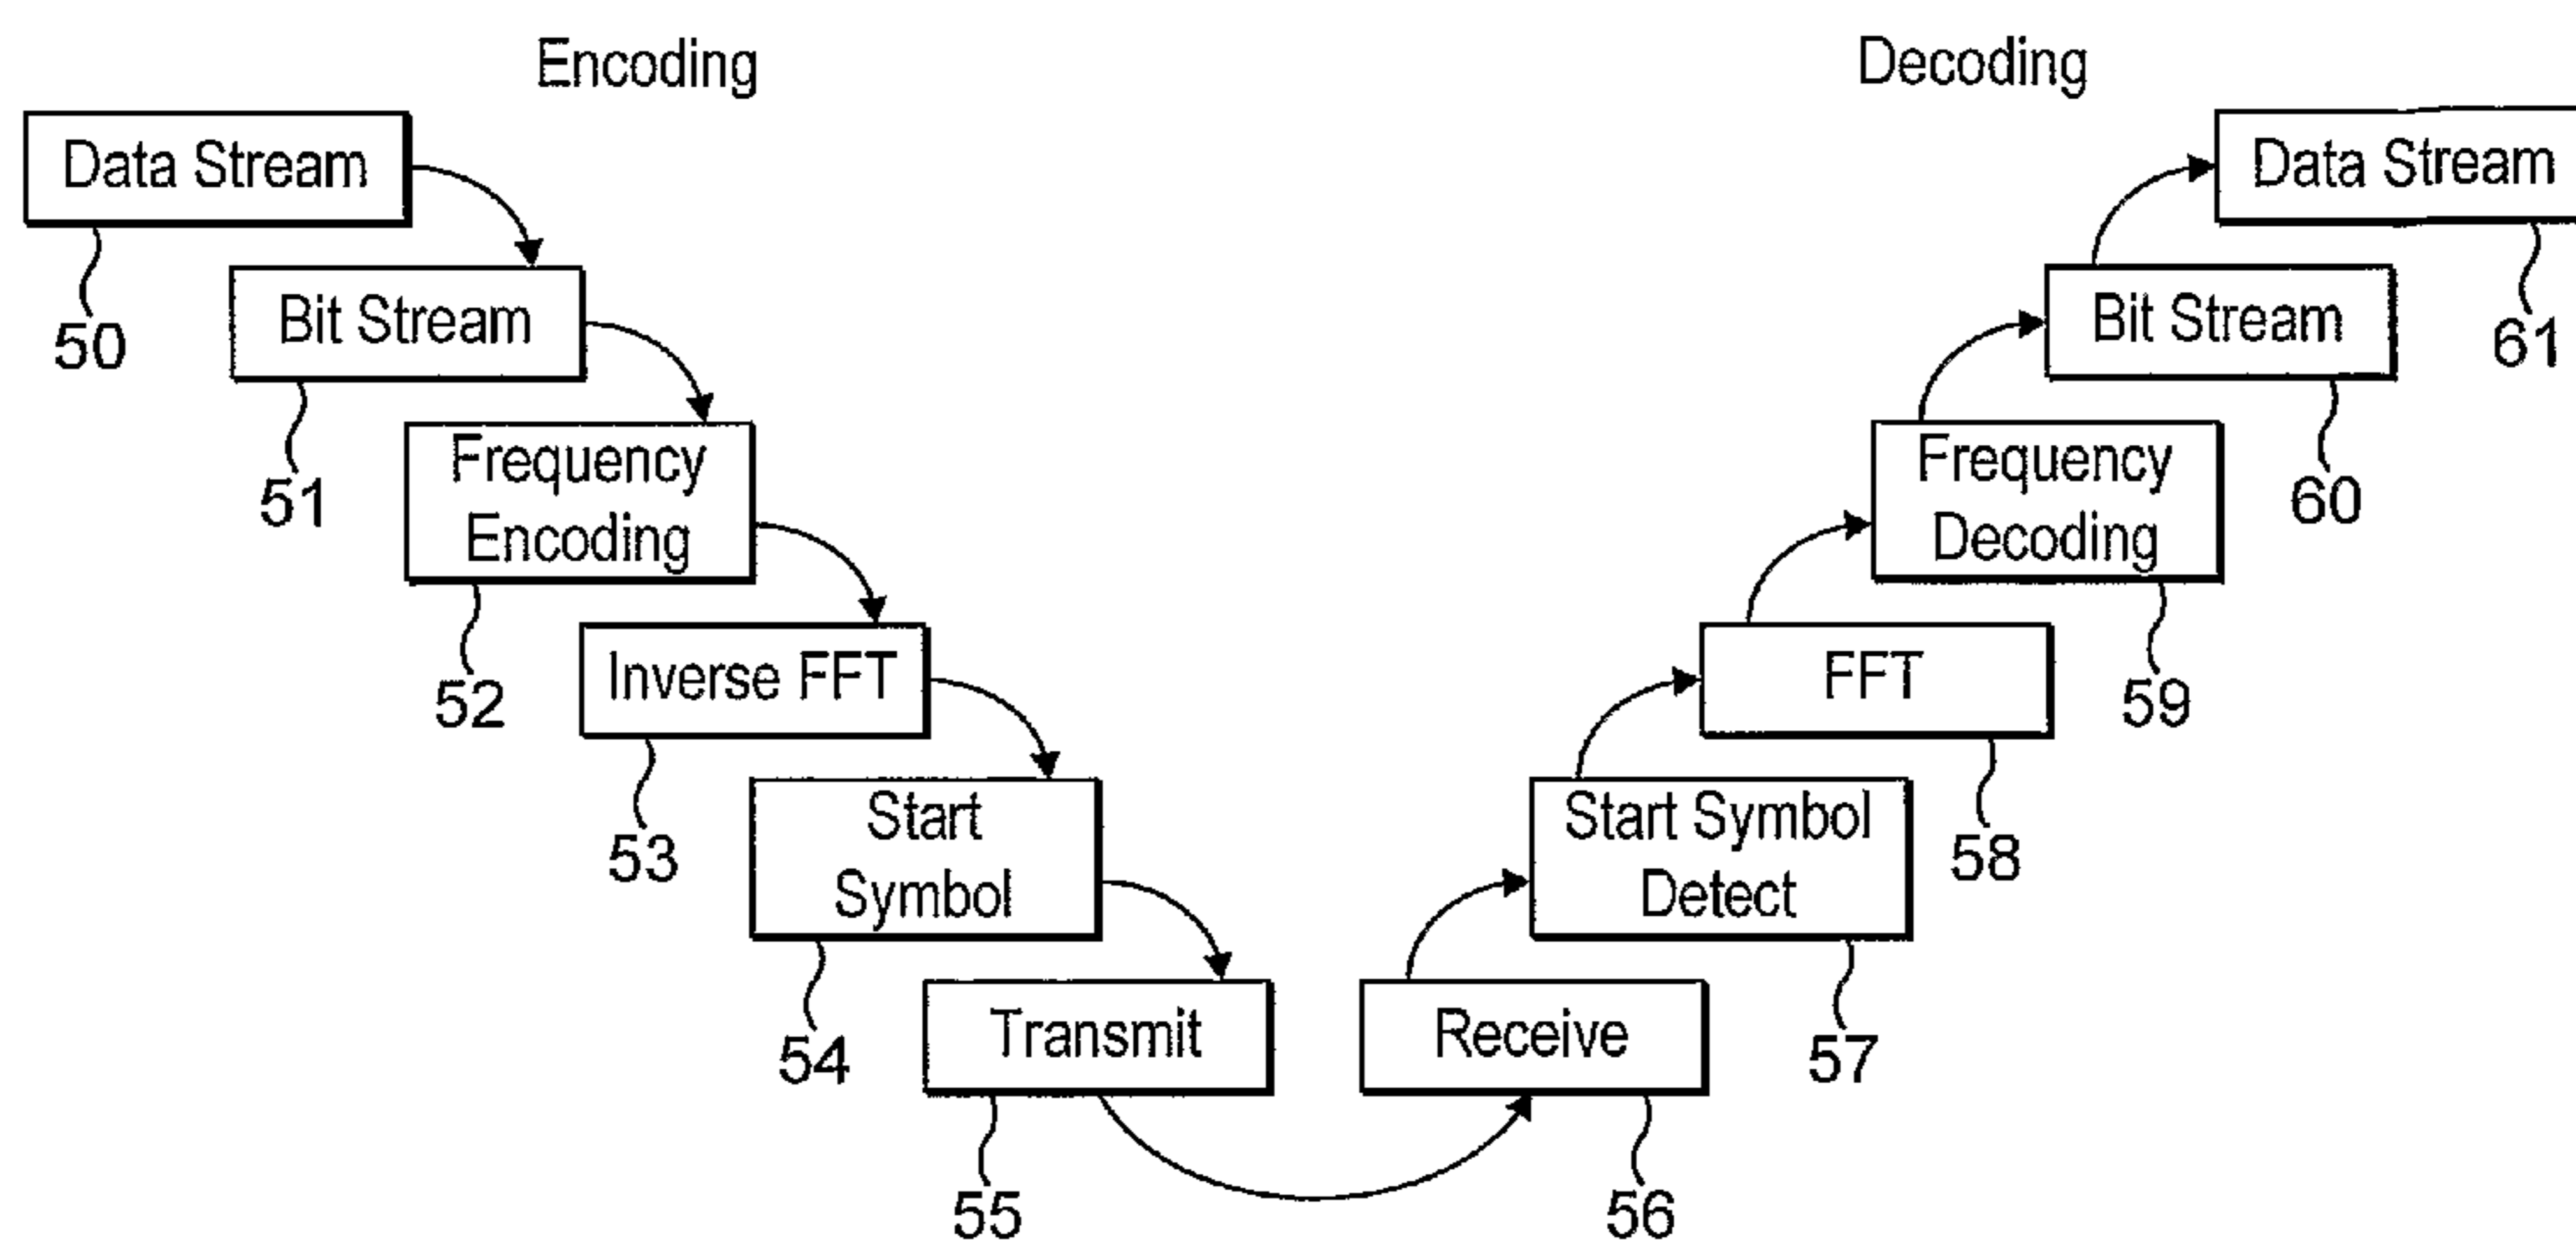 Encoding
Data Stream
50
Bit Stream
51
Frequency
Encoding
52
Inverse FFT
53
Start
Symbol
54
Transmit
55
Decoding
Data Stream
61
Bit Stream
60
Frequency
Decoding
59
FFT
58
Start Symbol
Detect
57
Receive
56